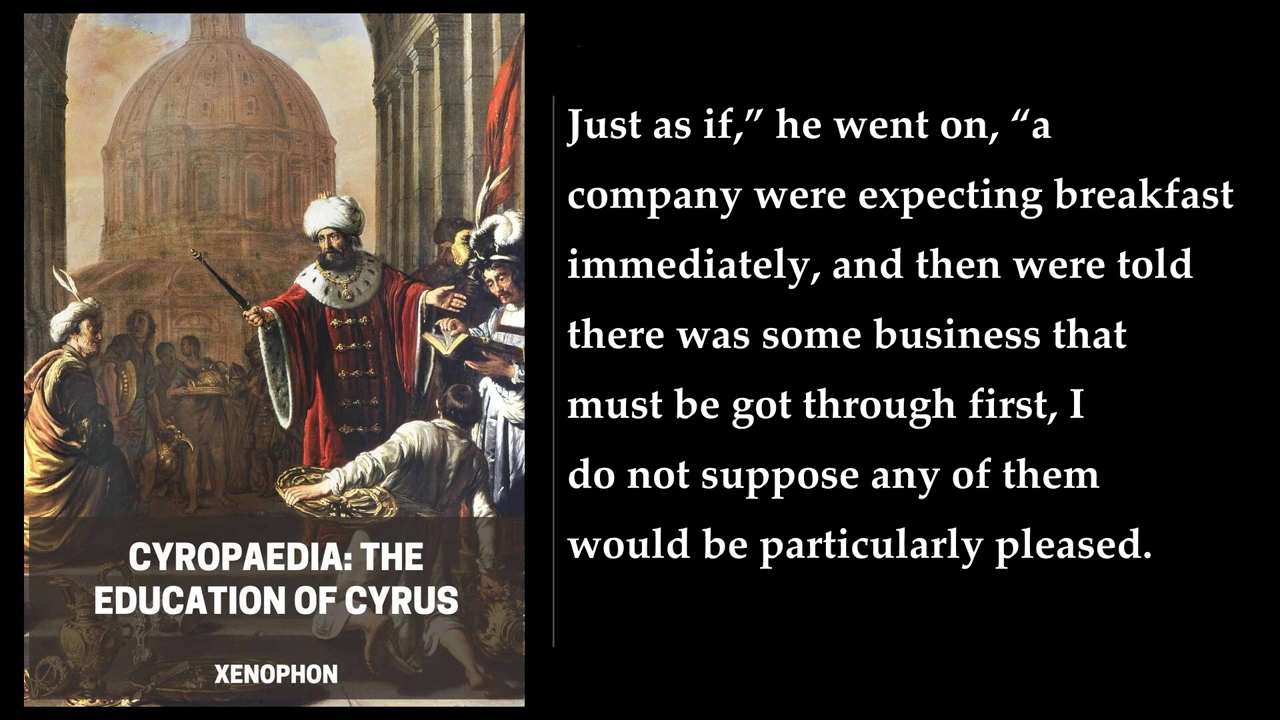 CYROPAEDIA: THE
EDUCATION OF CYRUS
XENOPHON
Just as if,” he went on, “a
company were expecting breakfast
immediately, and then were told
there was some business that
must be got through first, I
do not suppose any of them
would be particularly pleased.